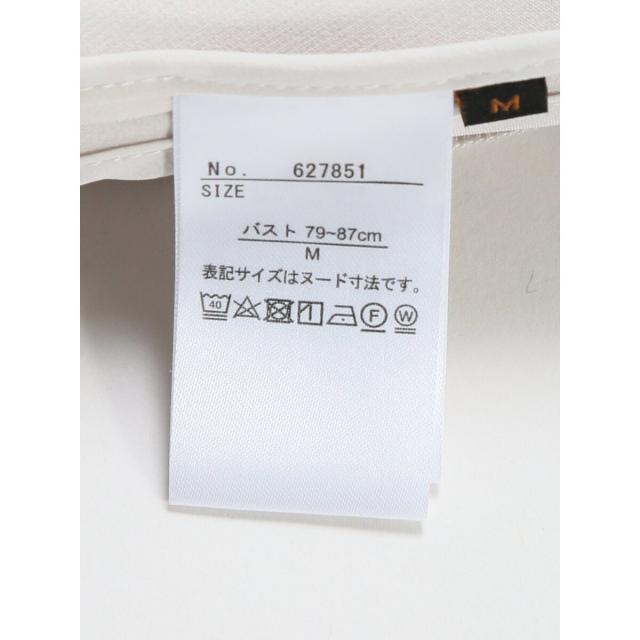 M
No. 627851
SIZE
バスト 79~87cm
M
表記サイズはヌード寸法です。
40 F W